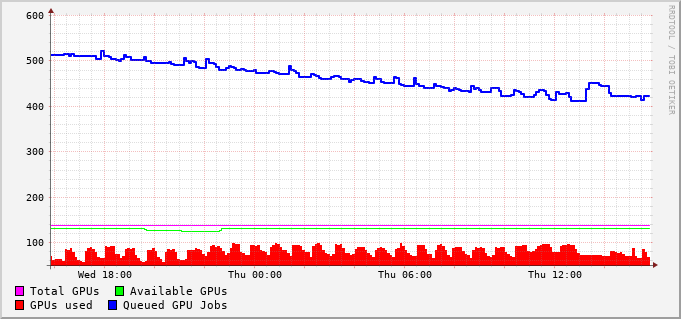 600
500
400
300
200
100
Wed 18:00 Thu 00:00 Thu 06:00 Thu 12:00
Total GPUs Available GPUs
GPUs used Queued GPU Jobs
RRDTOOL / TOBI OETIKER